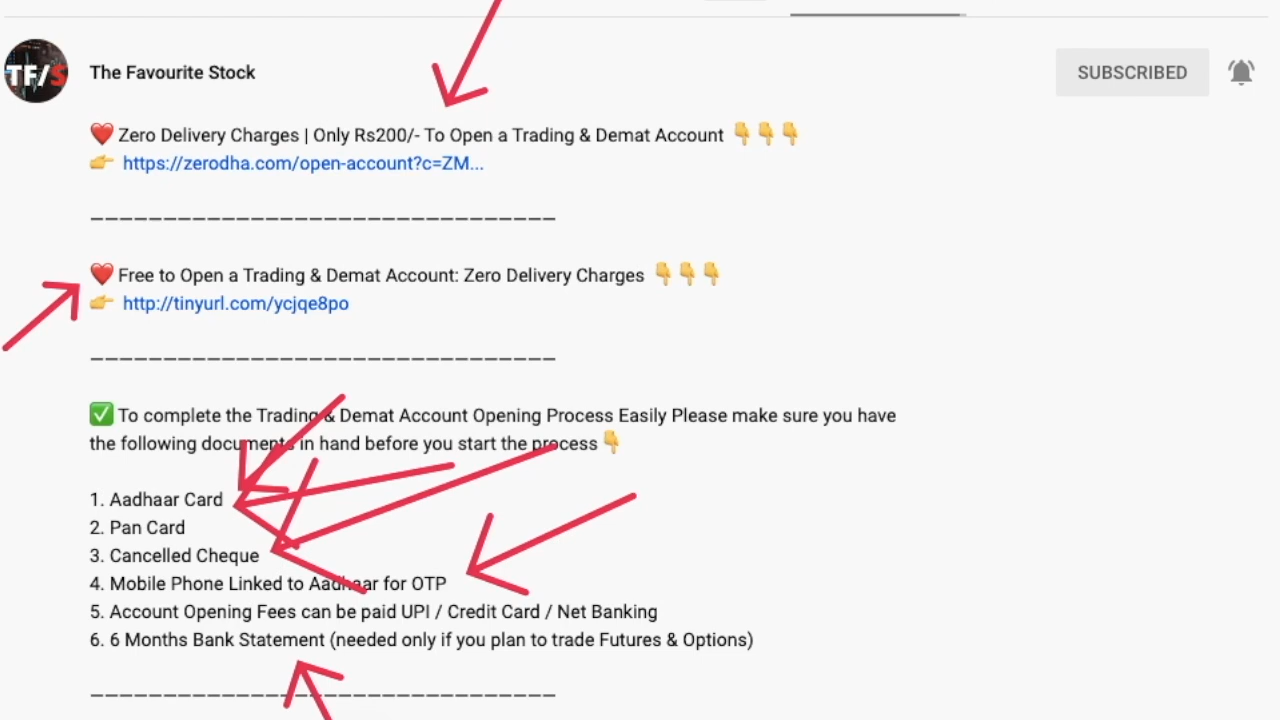 TF/S
The Favourite Stock
SUBSCRIBED
❤️ Zero Delivery Charges | Only Rs200/- To Open a Trading & Demat Account 👇👇👇
👉 https://zerodha.com/open-account?c=ZM...
________________________________
❤️ Free to Open a Trading & Demat Account: Zero Delivery Charges 👇👇👇
👉 http://tinyurl.com/ycjqe8po
________________________________
✅ To complete the Trading & Demat Account Opening Process Easily Please make sure you have
the following documents in hand before you start the process👇
1. Aadhaar Card
2. Pan Card
3. Cancelled Cheque
4. Mobile Phone Linked to Aadhaar for OTP
5. Account Opening Fees can be paid UPI / Credit Card / Net Banking
6. 6 Months Bank Statement (needed only if you plan to trade Futures & Options)
________________________________